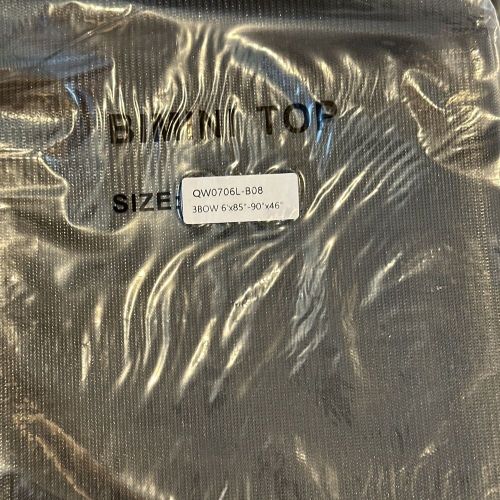 BIMINI TOP
SIZE:
QW0706L-B08
3BOW 6'x85"-90"x46"